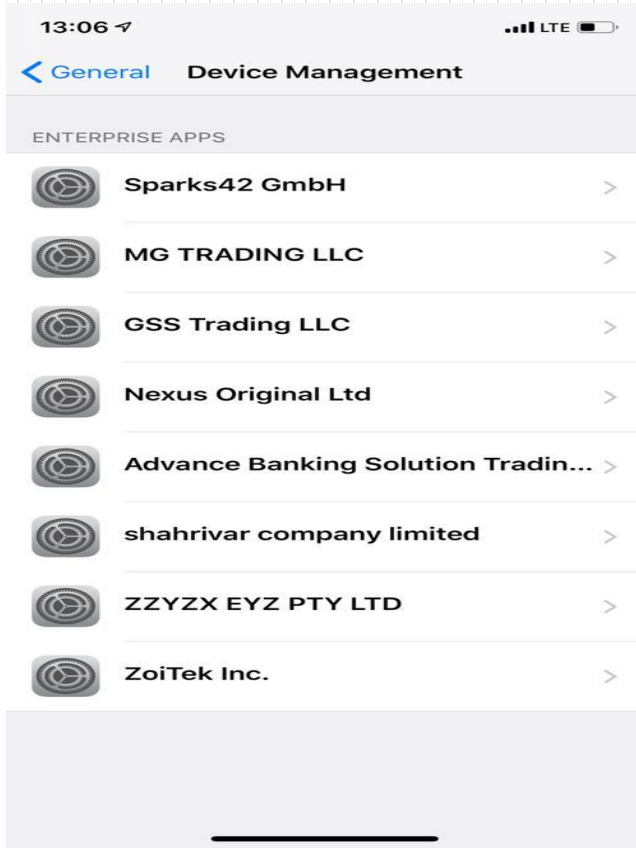 13:06
LTE
General Device Management
ENTERPRISE APPS
Sparks42 GmbH
MG TRADING LLC
GSS Trading LLC
Nexus Original Ltd
Advance Banking Solution Tradin...
shahrivar company limited
ZZYZX EYZ PTY LTD
ZoiTek Inc.